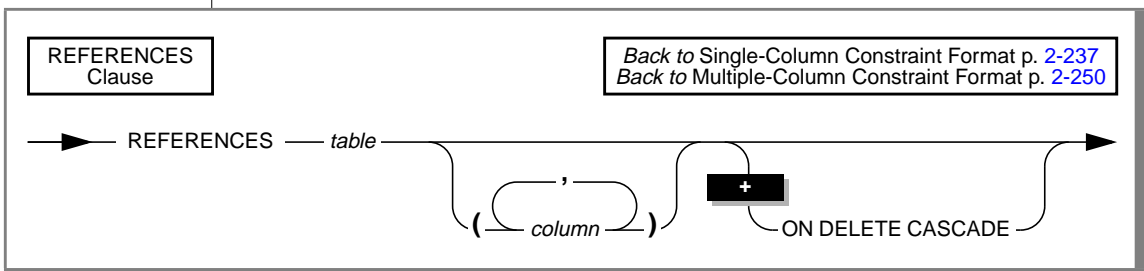 REFERENCES
Clause
Back to Single-Column Constraint Format p. 2-237
Back to Multiple-Column Constraint Format p. 2-250
REFERENCES table
,
+
( column )
ON DELETE CASCADE